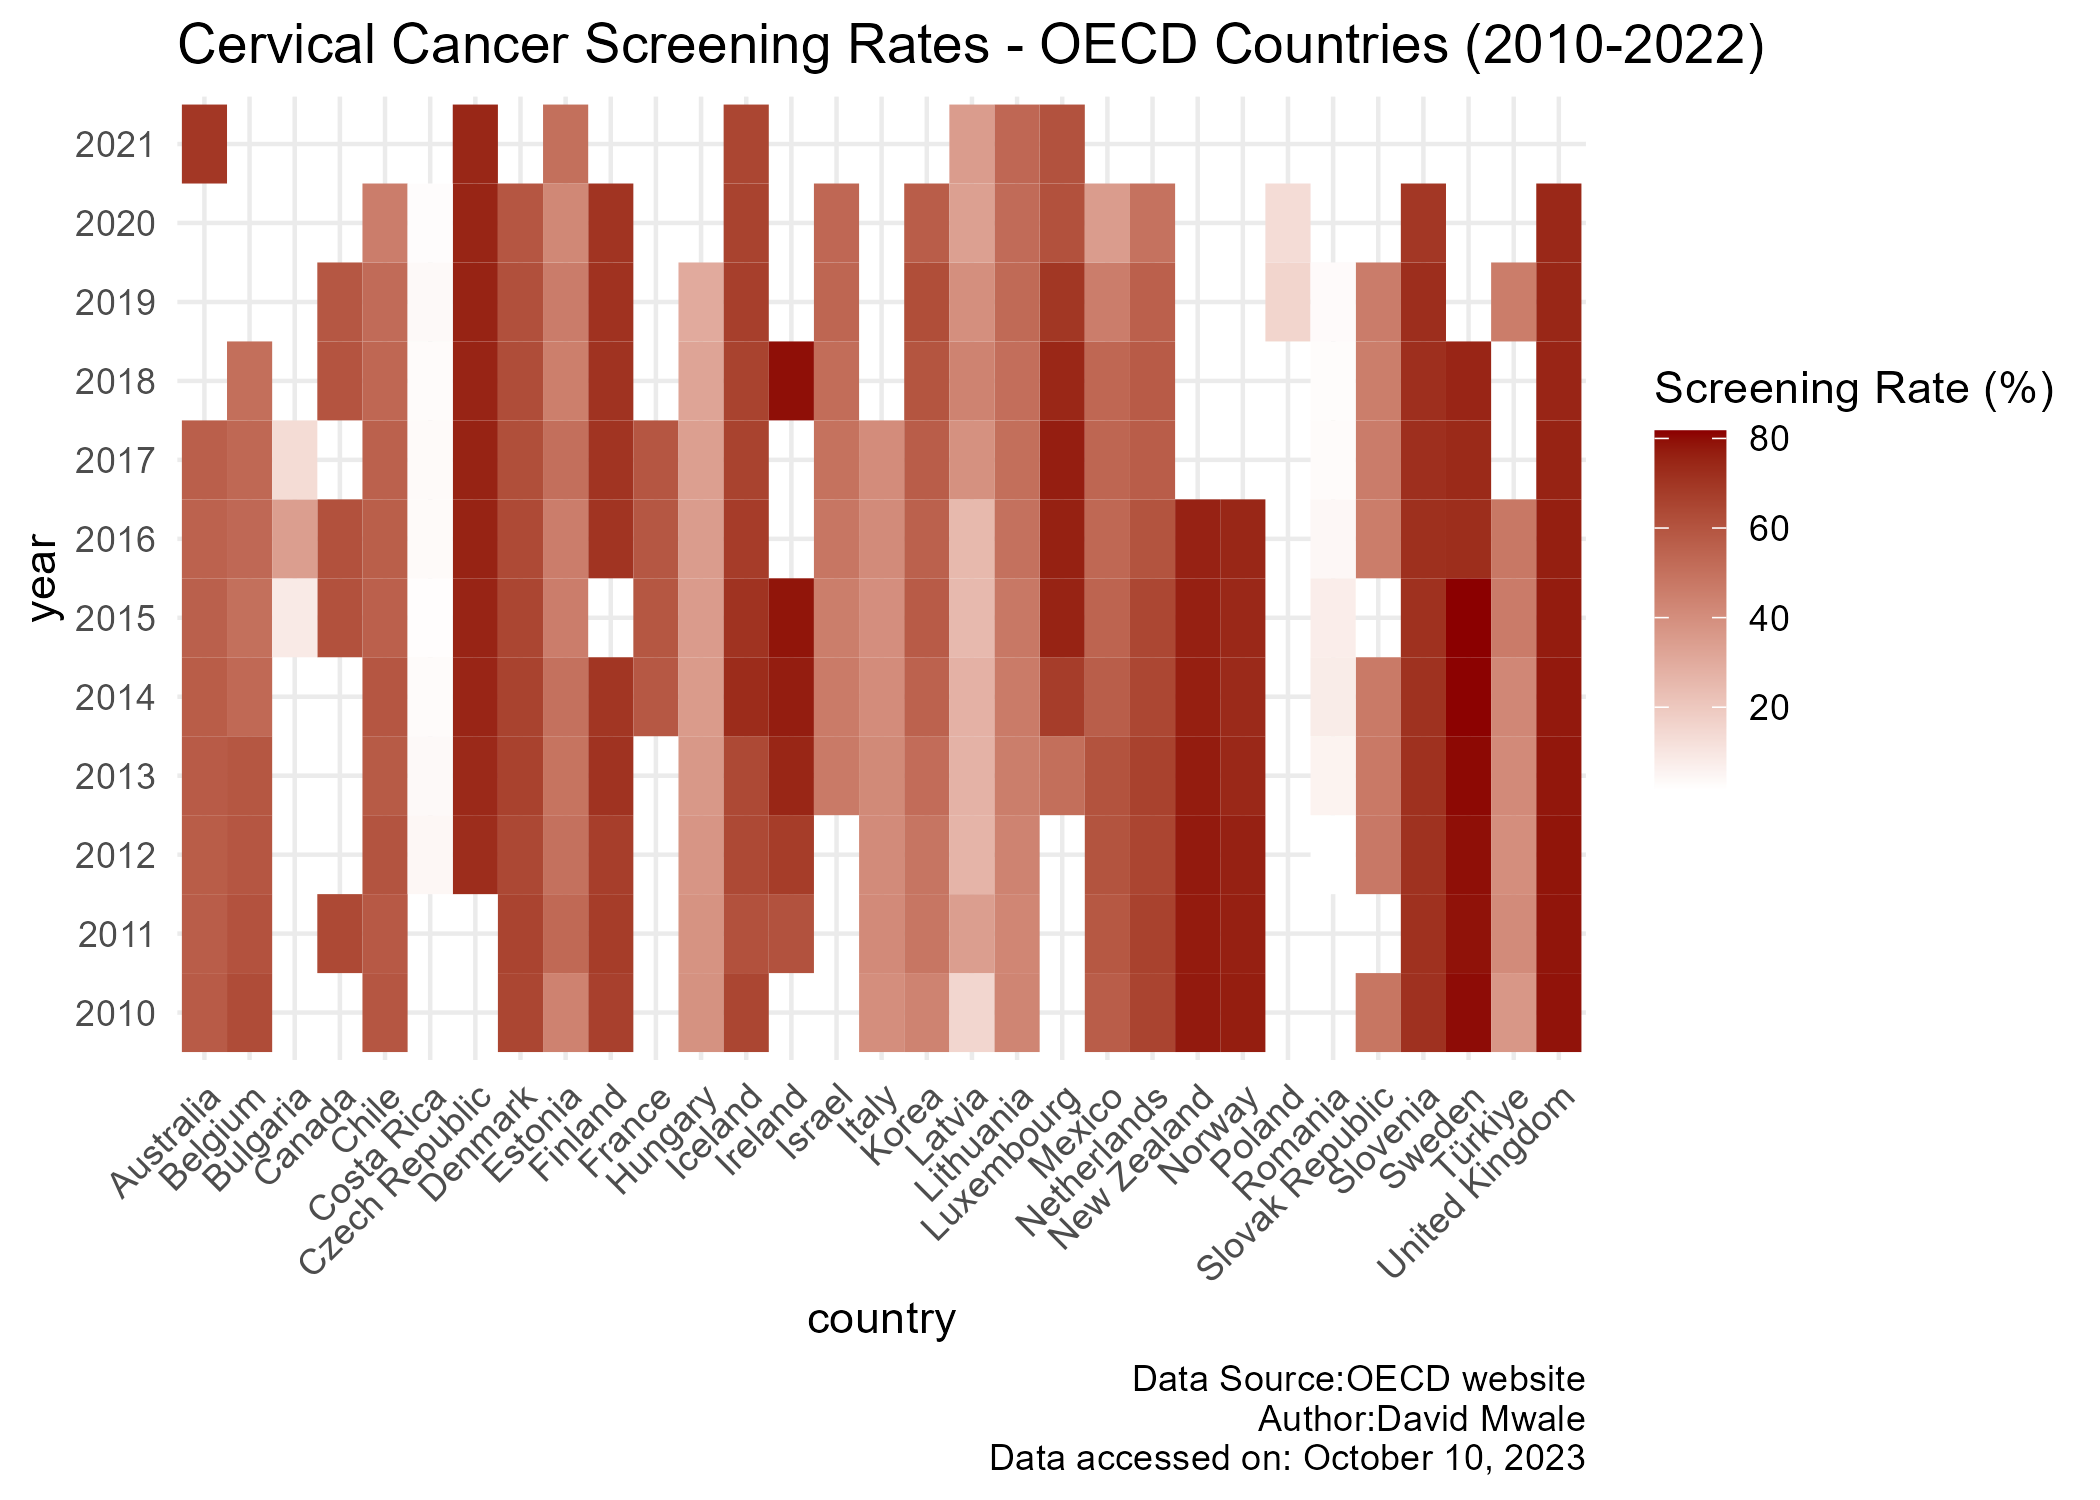 Cervical Cancer Screening Rates - OECD Countries (2010-2022)
year
2021
2020
2019
2018
2017
2016
2015
2014
2013
2012
2011
2010
Australia
Belgium
Bulgaria
Canada
Chile
Costa Rica
Czech Republic
Denmark
Estonia
Finland
France
Hungary
Iceland
Ireland
Israel
Italy
Korea
Latvia
Lithuania
Luxembourg
Mexico
Netherlands
New Zealand
Norway
Poland
Romania
Slovak Republic
Slovenia
Sweden
Türkiye
United Kingdom
country
Screening Rate (%)
80
60
40
20
Data Source:OECD website
Author:David Mwale
Data accessed on: October 10, 2023